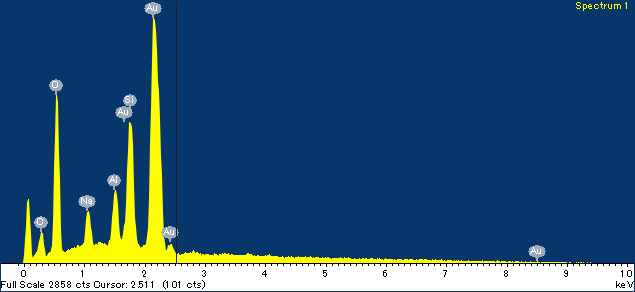 Spectrum 1
Au
O
Si
Au
Al
Na
C
Au
Au
0 1 2 3 4 5 6 7 8 9 10
Full Scale 2858 cts Cursor: 2.511 (101 cts) keV